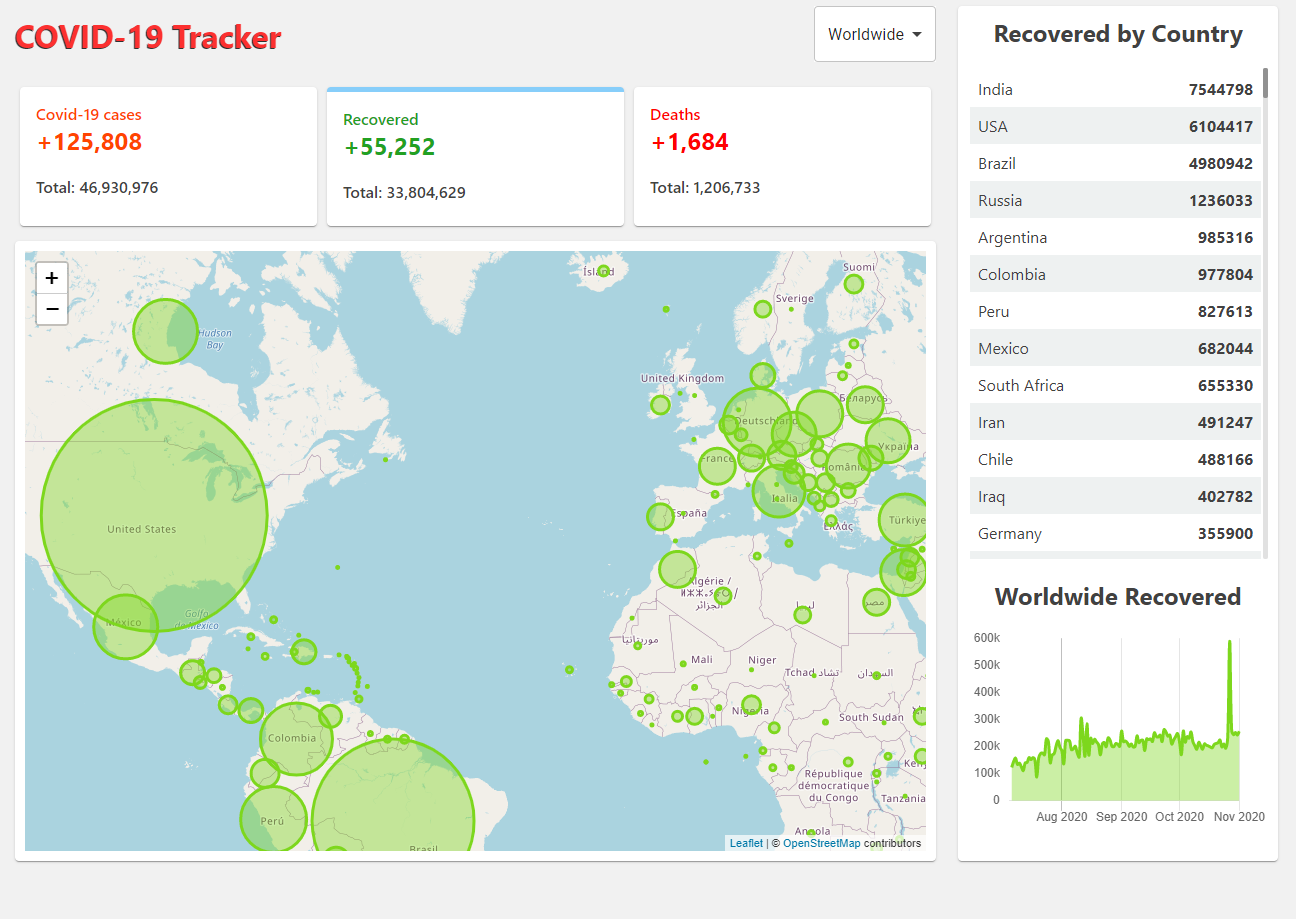 COVID-19 Tracker
Worldwide
Covid-19 cases
+125,808
Total: 46,930,976
Recovered
+55,252
Total: 33,804,629
Deaths
+1,684
Total: 1,206,733
+
−
Ísland
Suomi
Sverige
Hudson
Bay
United Kingdom
Беларусь
Deutschland
Україна
France
România
Italia
United States
España
Ελλάς
Türkiye
Algérie /
الجزائر
ليبيا
مصر
Golfo
de México
México
موريتانيا
Mali
Niger
Tchad تشاد
السودان
Nigeria
South Sudan
Colombia
Keny
République
démocratique
du Congo
Tanzania
Perú
Angola
Brasil
Leaflet | © OpenStreetMap contributors
Recovered by Country
India 7544798
USA 6104417
Brazil 4980942
Russia 1236033
Argentina 985316
Colombia 977804
Peru 827613
Mexico 682044
South Africa 655330
Iran 491247
Chile 488166
Iraq 402782
Germany 355900
Worldwide Recovered
600k
500k
400k
300k
200k
100k
0
Aug 2020 Sep 2020 Oct 2020 Nov 2020